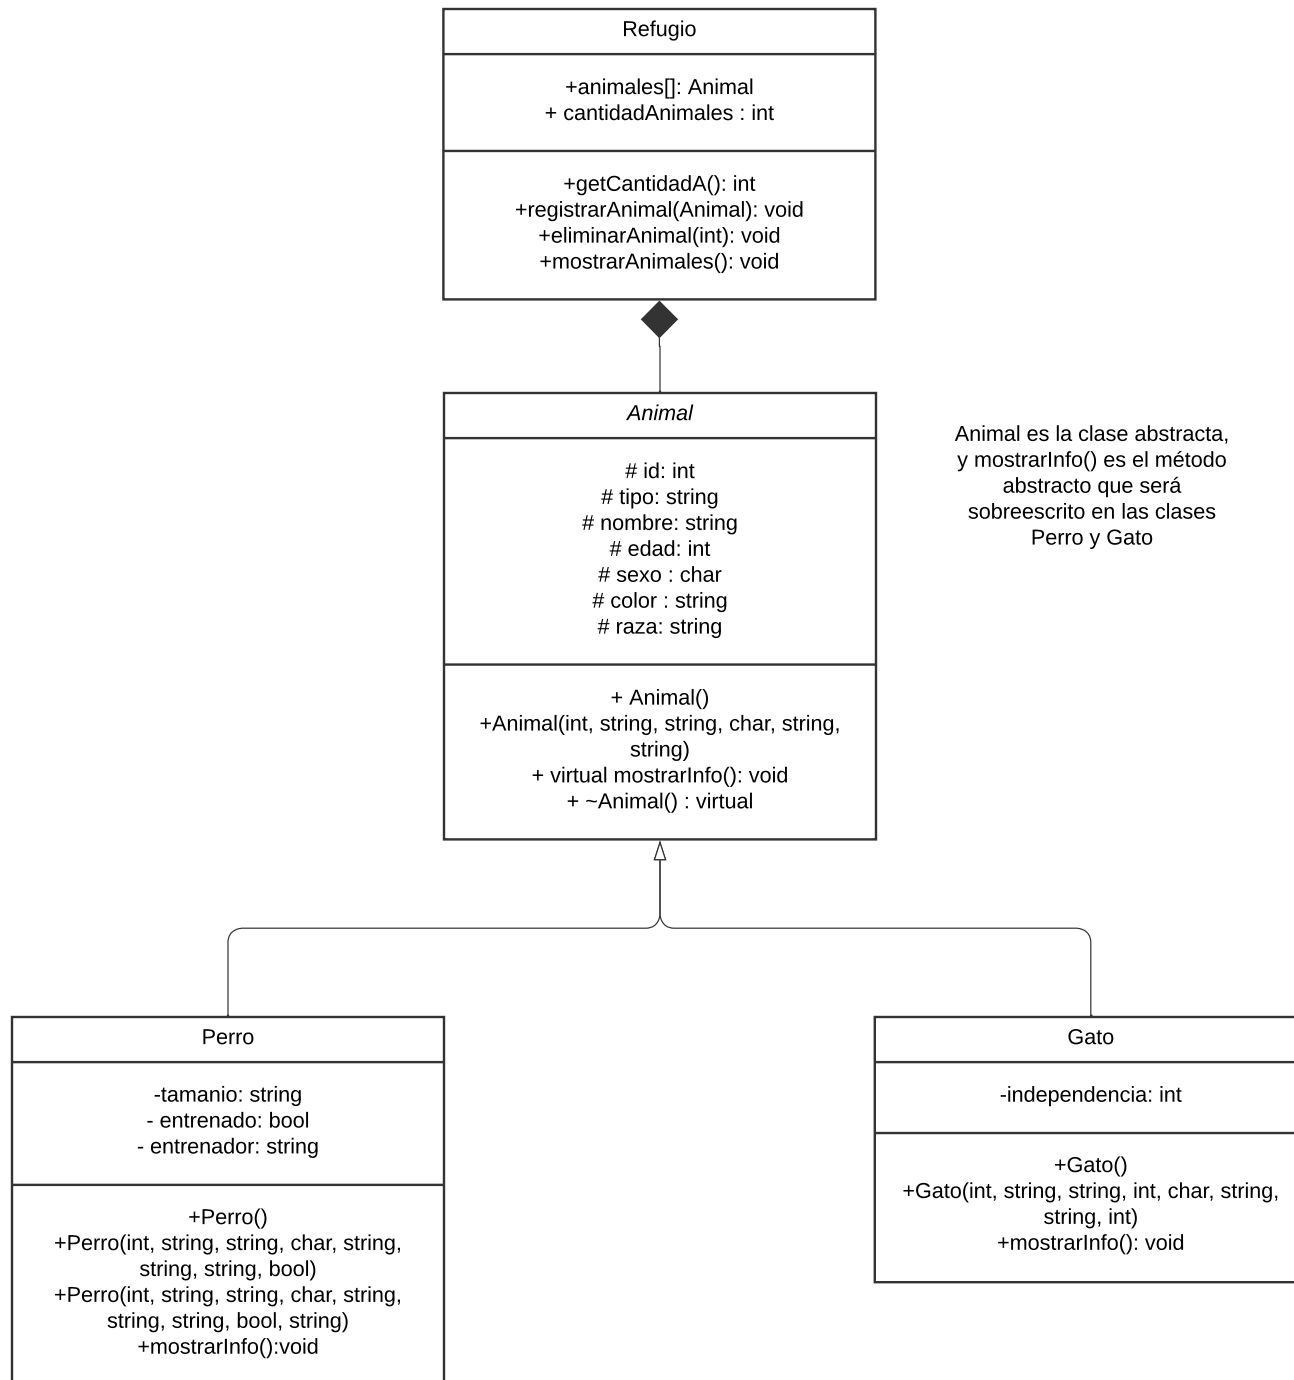 Refugio
+animales[]: Animal
+ cantidadAnimales : int
+getCantidadA(): int
+registrarAnimal(Animal): void
+eliminarAnimal(int): void
+mostrarAnimales(): void
Animal
# id: int
# tipo: string
# nombre: string
# edad: int
# sexo : char
# color : string
# raza: string
+ Animal()
+Animal(int, string, string, char, string,
string)
+ virtual mostrarInfo(): void
+ ~Animal() : virtual
Animal es la clase abstracta,
y mostrarInfo() es el método
abstracto que será
sobreescrito en las clases
Perro y Gato
Perro
-tamanio: string
- entrenado: bool
- entrenador: string
+Perro()
+Perro(int, string, string, char, string,
string, string, bool)
+Perro(int, string, string, char, string,
string, string, bool, string)
+mostrarInfo():void
Gato
-independencia: int
+Gato()
+Gato(int, string, string, int, char, string,
string, int)
+mostrarInfo(): void